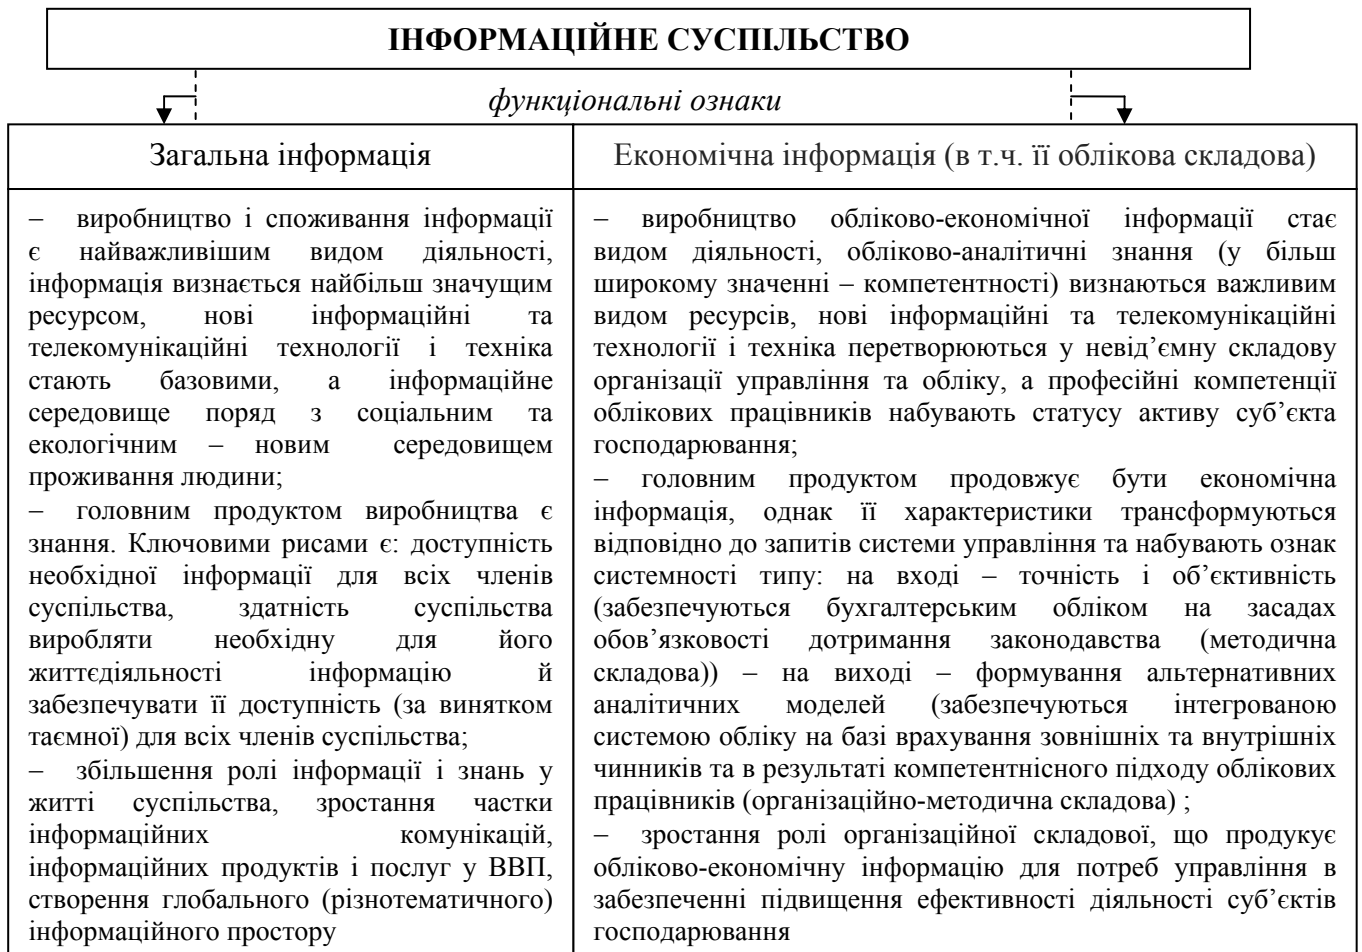 ІНФОРМАЦІЙНЕ СУСПІЛЬСТВО
функціональні ознаки
Загальна інформація
– виробництво і споживання інформації
є найважливішим видом діяльності,
інформація визнається найбільш значущим
ресурсом, нові інформаційні та
телекомунікаційні технології і техніка
стають базовими, а інформаційне
середовище поряд з соціальним та
екологічним – новим середовищем
проживання людини;
– головним продуктом виробництва є
знання. Ключовими рисами є: доступність
необхідної інформації для всіх членів
суспільства, здатність суспільства
виробляти необхідну для його
життєдіяльності інформацію й
забезпечувати її доступність (за винятком
таємної) для всіх членів суспільства;
– збільшення ролі інформації і знань у
житті суспільства, зростання частки
інформаційних комунікацій,
інформаційних продуктів і послуг у ВВП,
створення глобального (різнотематичного)
інформаційного простору
Економічна інформація (в т.ч. її облікова складова)
– виробництво обліково-економічної інформації стає
видом діяльності, обліково-аналітичні знання (у більш
широкому значенні – компетентності) визнаються важливим
видом ресурсів, нові інформаційні та телекомунікаційні
технології і техніка перетворюються у невід’ємну складову
організації управління та обліку, а професійні компетенції
облікових працівників набувають статусу активу суб’єкта
господарювання;
– головним продуктом продовжує бути економічна
інформація, однак її характеристики трансформуються
відповідно до запитів системи управління та набувають ознак
системності типу: на вході – точність і об’єктивність
(забезпечуються бухгалтерським обліком на засадах
обов’язковості дотримання законодавства (методична
складова)) – на виході – формування альтернативних
аналітичних моделей (забезпечуються інтегрованою
системою обліку на базі врахування зовнішніх та внутрішніх
чинників та в результаті компетентнісного підходу облікових
працівників (організаційно-методична складова) ;
– зростання ролі організаційної складової, що продукує
обліково-економічну інформацію для потреб управління в
забезпеченні підвищення ефективності діяльності суб’єктів
господарювання